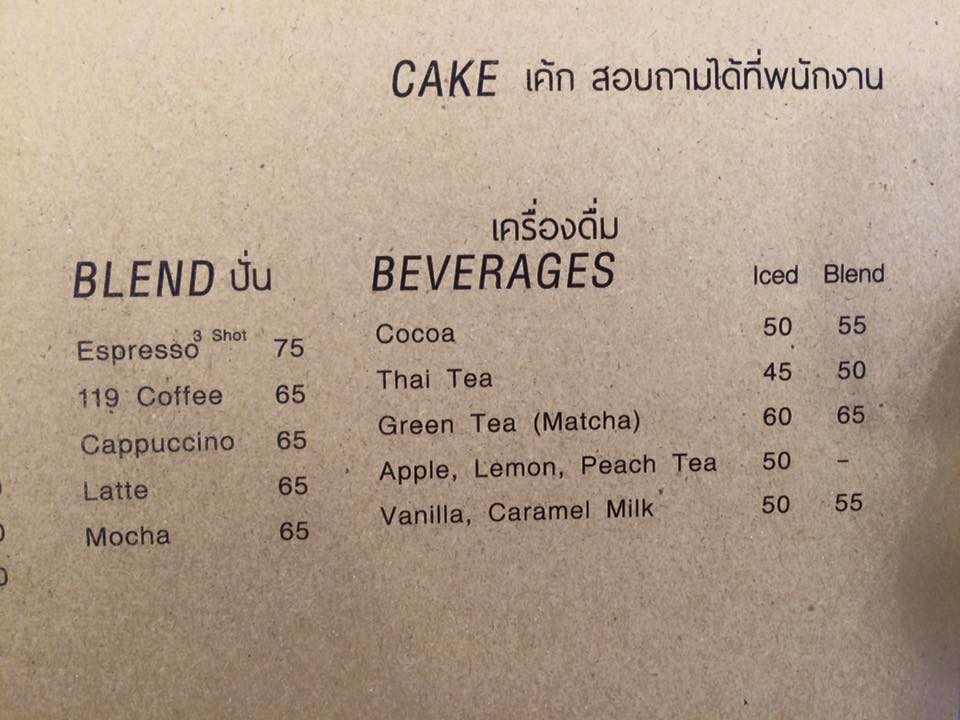 CAKE เค้ก สอบถามได้ที่พนักงาน
BLEND ปั่น
Espresso 3 Shot 75
119 Coffee 65
Cappuccino 65
Latte 65
Mocha 65
เครื่องดื่ม
BEVERAGES Iced Blend
Cocoa 50 55
Thai Tea 45 50
Green Tea (Matcha) 60 65
Apple, Lemon, Peach Tea 50 -
Vanilla, Caramel Milk 50 55